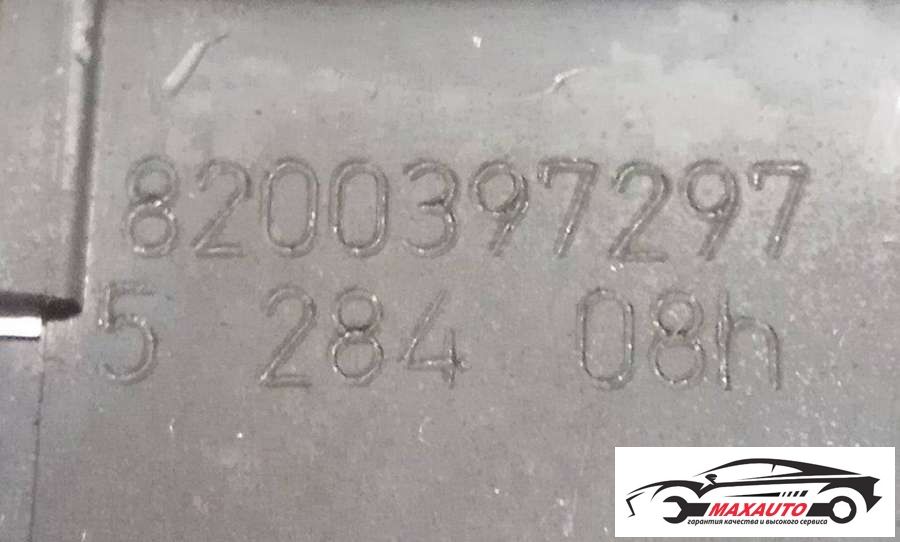 8200397297
5 284 08h
MAXAUTO
гарантия качества и высокого сервиса